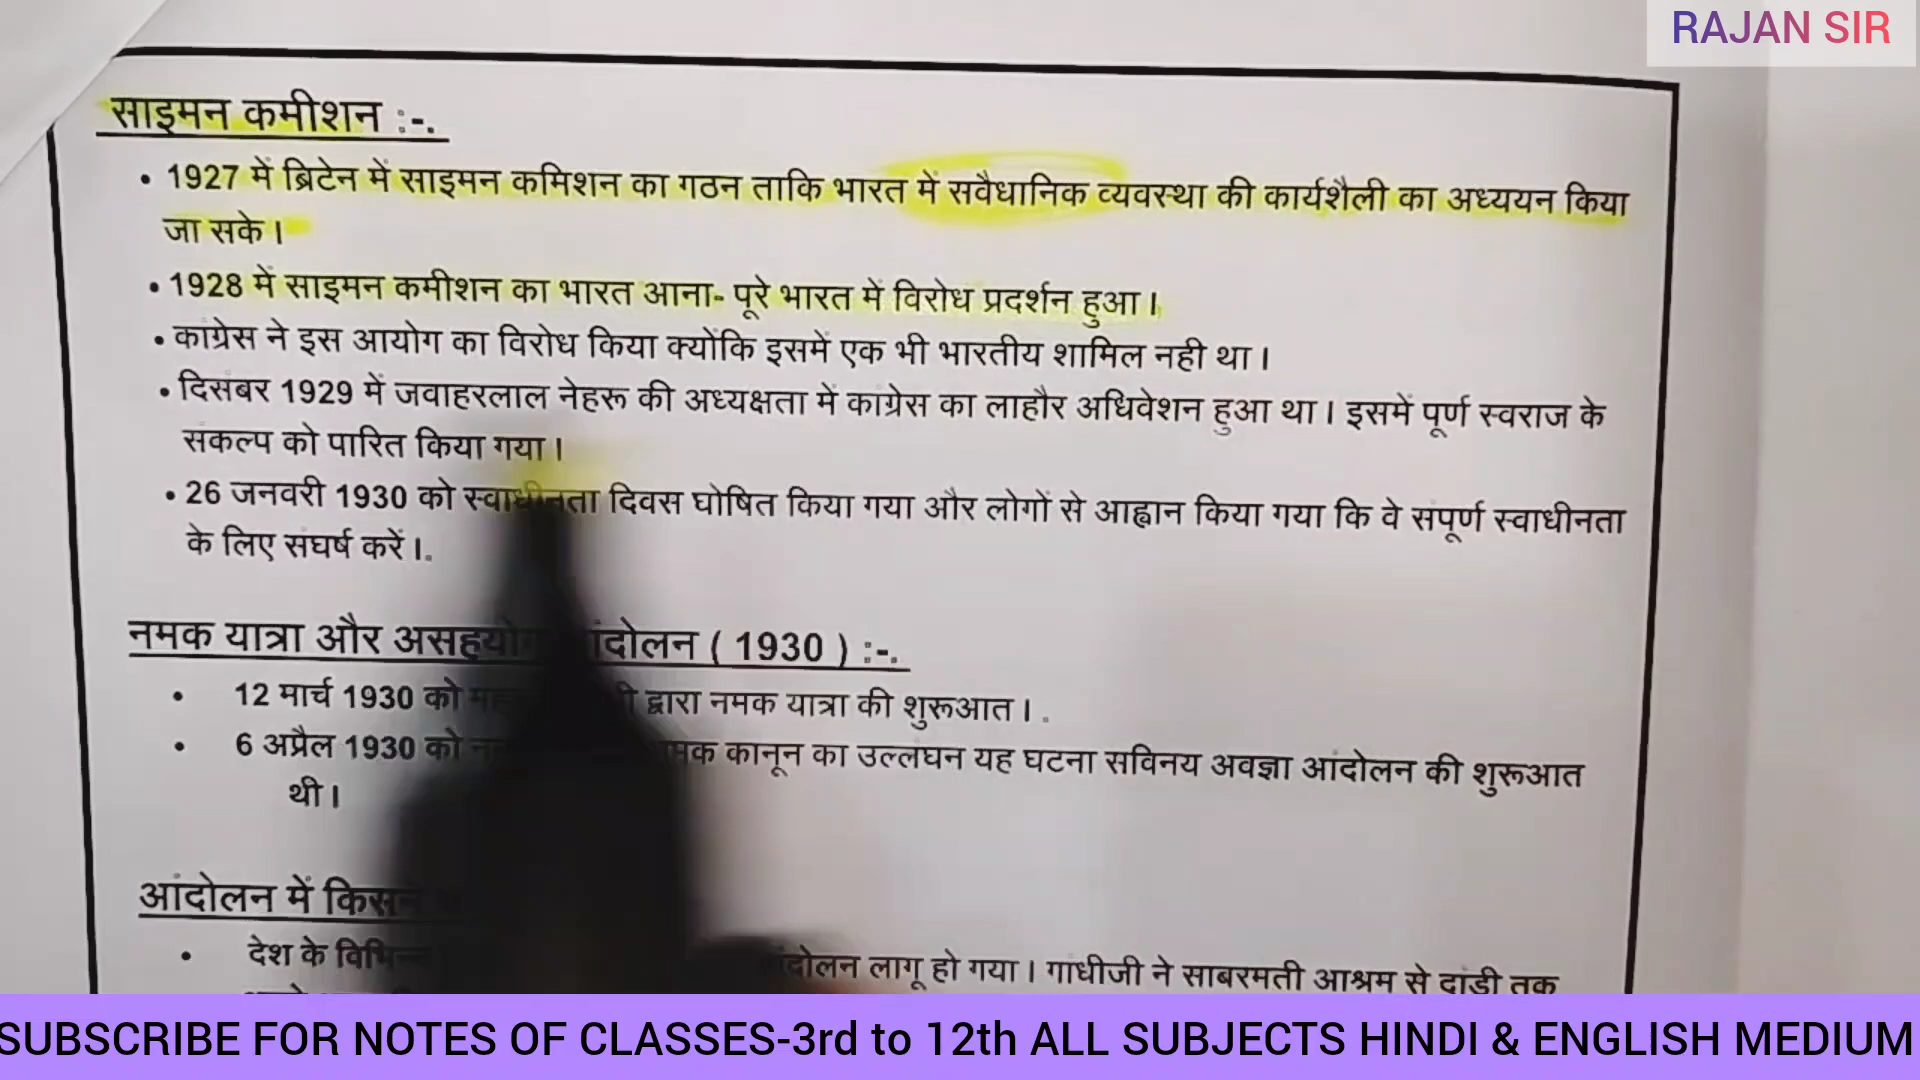 RAJAN SIR
साइमन कमीशन :-.
• 1927 में ब्रिटेन में साइमन कमिशन का गठन ताकि भारत में सवैधानिक व्यवस्था की कार्यशैली का अध्ययन किया
जा सके ।
• 1928 में साइमन कमीशन का भारत आना- पूरे भारत में विरोध प्रदर्शन हुआ ।
• कांग्रेस ने इस आयोग का विरोध किया क्योंकि इसमें एक भी भारतीय शामिल नही था ।
• दिसंबर 1929 में जवाहरलाल नेहरू की अध्यक्षता में कांग्रेस का लाहौर अधिवेशन हुआ था । इसमें पूर्ण स्वराज के
संकल्प को पारित किया गया ।
• 26 जनवरी 1930 को स्वाधीनता दिवस घोषित किया गया और लोगों से आह्वान किया गया कि वे संपूर्ण स्वाधीनता
के लिए संघर्ष करें ।.
नमक यात्रा और ( 1930 ) :-.
• 12 मार्च 1930 को द्वारा नमक यात्रा की शुरूआत । .
• 6 अप्रैल 1930 को कानून का उल्लंघन यह घटना सविनय अवज्ञा आंदोलन की शुरूआत
थी ।
आंदोलन में
• देश के लागू हो गया । गांधीजी ने साबरमती आश्रम से दांडी तक
SUBSCRIBE FOR NOTES OF CLASSES-3rd to 12th ALL SUBJECTS HINDI & ENGLISH MEDIUM